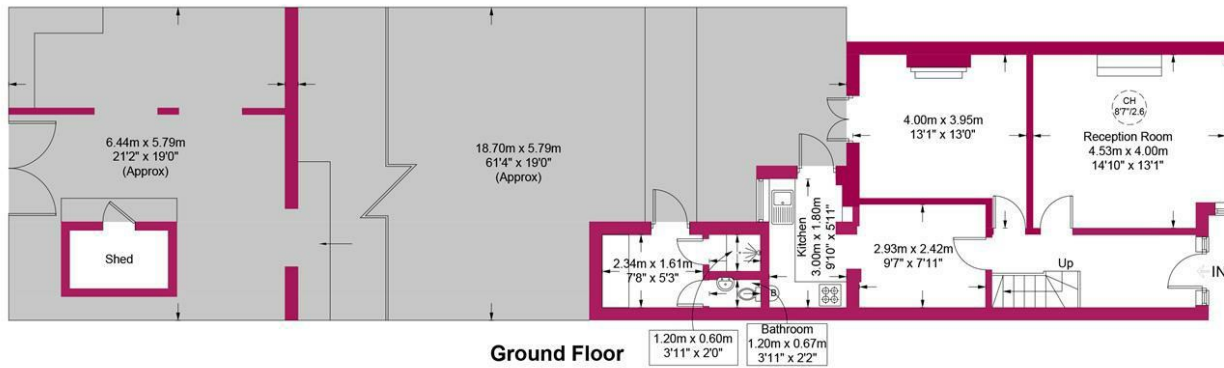 6.44m x 5.79m
21'2" x 19'0"
(Approx)
Shed
18.70m x 5.79m
61'4" x 19'0"
(Approx)
2.34m x 1.61m
7'8" x 5'3"
1.20m x 0.60m
3'11" x 2'0"
Bathroom
1.20m x 0.67m
3'11" x 2'2"
B
Kitchen
3.00m x 1.80m
9'10" x 5'11"
4.00m x 3.95m
13'1" x 13'0"
2.93m x 2.42m
9'7" x 7'11"
CH
8'7"/2.6
Reception Room
4.53m x 4.00m
14'10" x 13'1"
Up
IN
Ground Floor